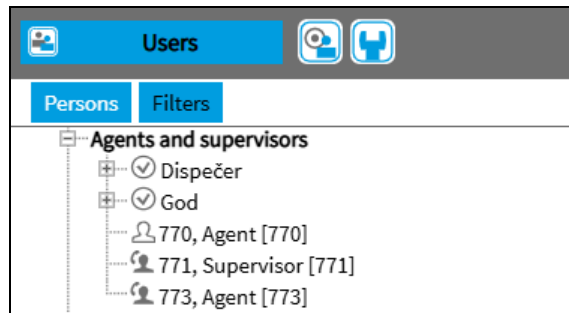 Users
Persons Filters
Agents and supervisors
Dispečer
God
770, Agent [770]
771, Supervisor [771]
773, Agent [773]